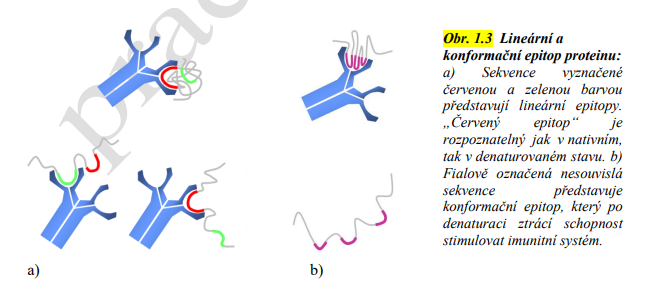 Obr. 1.3 Lineární a
konformační epitop proteinu:
a) Sekvence vyznačené
červenou a zelenou barvou
představují lineární epitopy.
„Červený epitop“ je
rozpoznatelný jak v nativním,
tak v denaturovaném stavu. b)
Fialově označená nesouvislá
sekvence představuje
konformační epitop, který po
denaturaci ztrácí schopnost
stimulovat imunitní systém.
a)
b)